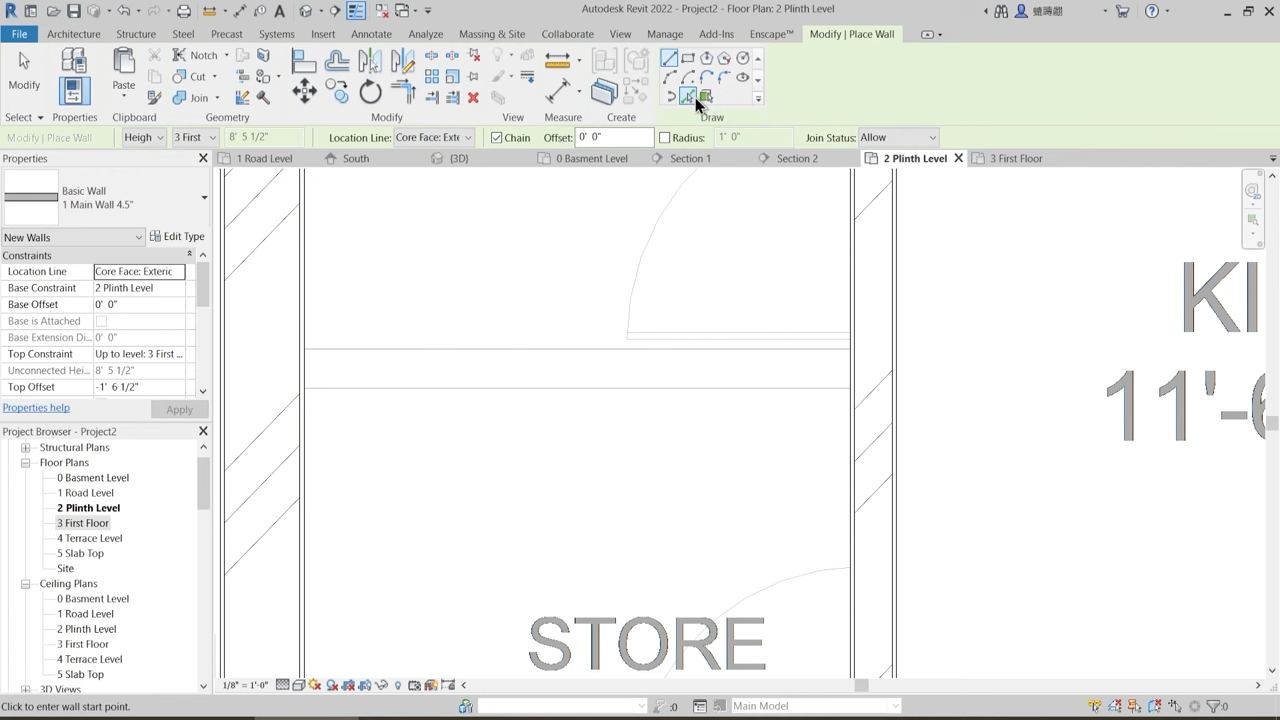 Autodesk Revit 2022 - Project2 - Floor Plan: 2 Plinth Level
File Architecture Structure Steel Precast Systems Insert Annotate Analyze Massing & Site Collaborate View Manage Add-Ins Enscape™ Modify | Place Wall
Modify Paste Notch Cut Join
Select Properties Clipboard Geometry Modify View Measure Create Draw
Modify | Place Wall Heigh 3 First 8' 5 1/2" Location Line: Core Face: Exte Chain Offset: 0' 0" Radius: 1' 0" Join Status: Allow
Properties
1 Road Level South {3D} 0 Basment Level Section 1 Section 2 2 Plinth Level 3 First Floor
Basic Wall
1 Main Wall 4.5"
New Walls Edit Type
Constraints
Location Line Core Face: Exteric
Base Constraint 2 Plinth Level
Base Offset 0' 0"
Base is Attached
Base Extension Di... 0' 0"
Top Constraint Up to level: 3 First ...
Unconnected Hei... 8' 5 1/2"
Top Offset -1' 6 1/2"
Properties help Apply
Project Browser - Project2
Structural Plans
Floor Plans
0 Basment Level
1 Road Level
2 Plinth Level
3 First Floor
4 Terrace Level
5 Slab Top
Site
Ceiling Plans
0 Basment Level
1 Road Level
2 Plinth Level
3 First Floor
4 Terrace Level
5 Slab Top
3D Views
KI
11'-6
STORE
1/8" = 1'-0"
Click to enter wall start point. :0 Main Model :0